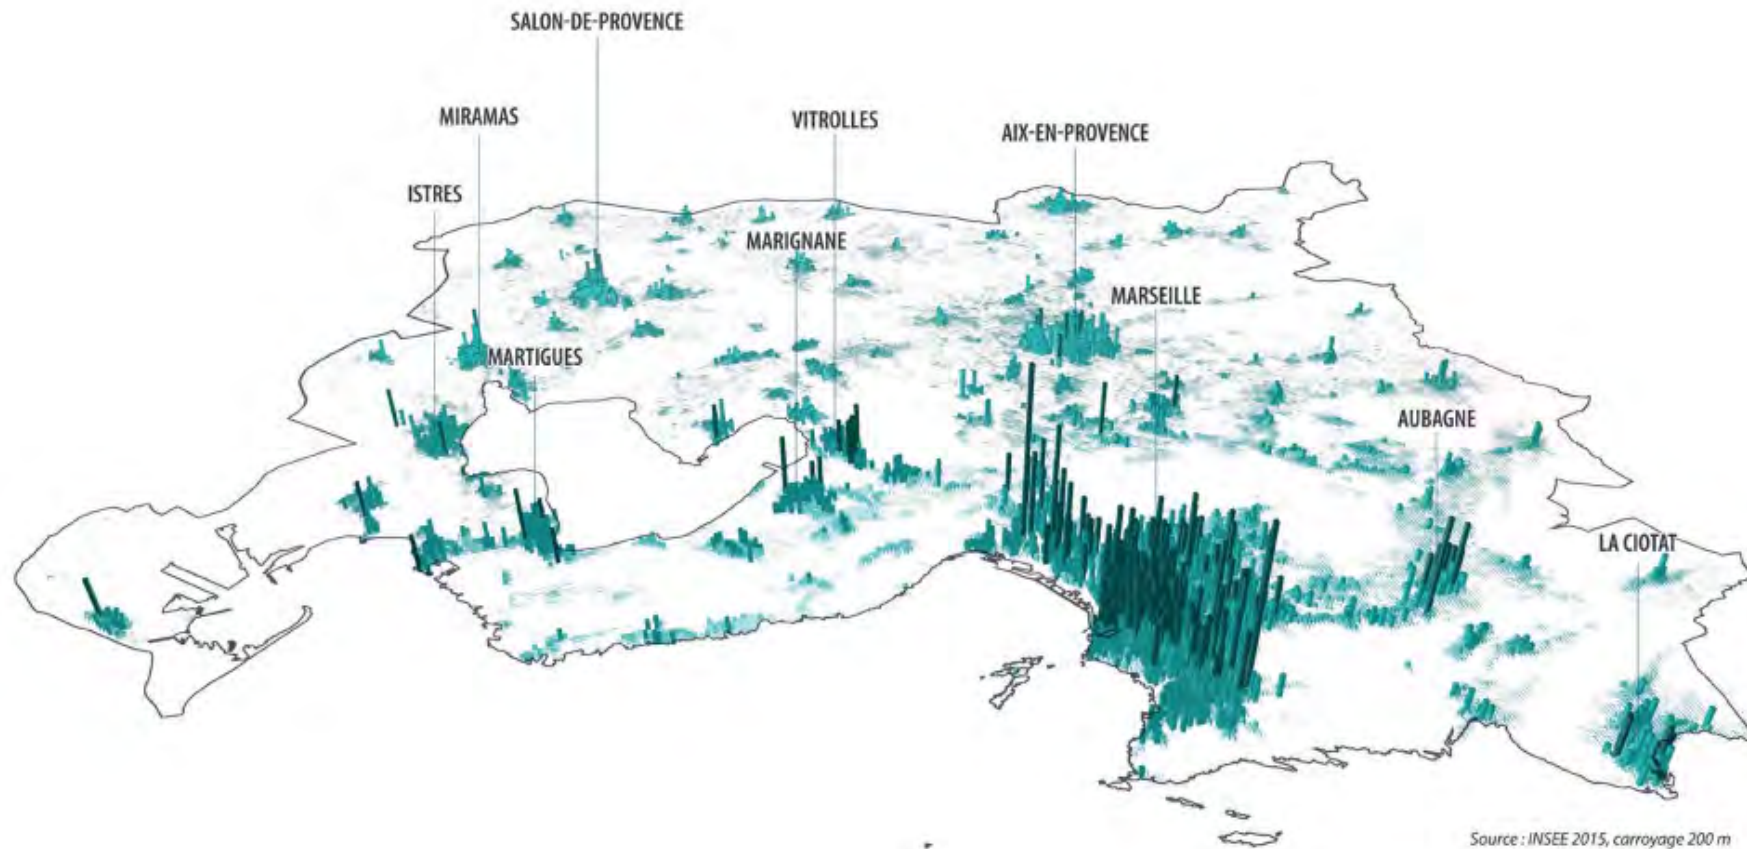 SALON-DE-PROVENCE
MIRAMAS
VITROLLES
AIX-EN-PROVENCE
ISTRES
MARIGNANE
MARSEILLE
MARTIGUES
AUBAGNE
LA CIOTAT
Source : INSEE 2015, carroyage 200 m